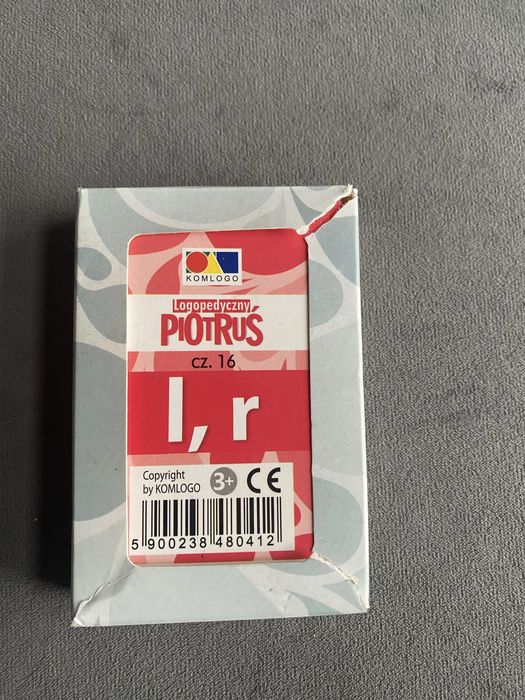 KOMLOGO
Logopedyczny
PIOTRUŚ
cz. 16
l, r
Copyright
by KOMLOGO
3+ CE
5 900238 480412